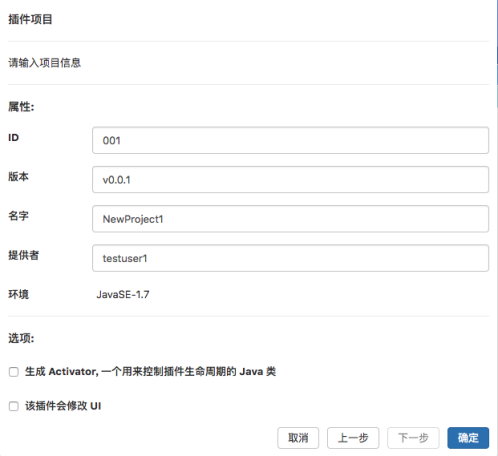 插件项目
请输入项目信息
属性:
ID 001
版本 v0.0.1
名字 NewProject1
提供者 testuser1
环境 JavaSE-1.7
选项:
生成 Activator, 一个用来控制插件生命周期的 Java 类
该插件会修改 UI
取消 上一步 下一步 确定